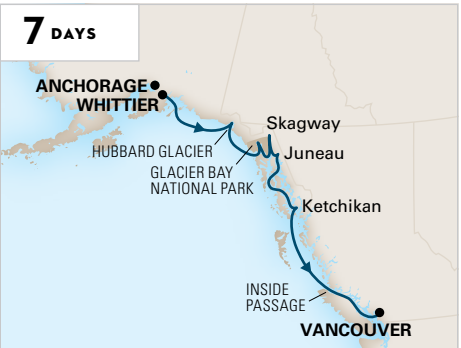 7 DAYS
ANCHORAGE
WHITTIER
Skagway
HUBBARD GLACIER
Juneau
GLACIER BAY
NATIONAL PARK
Ketchikan
INSIDE
PASSAGE
VANCOUVER